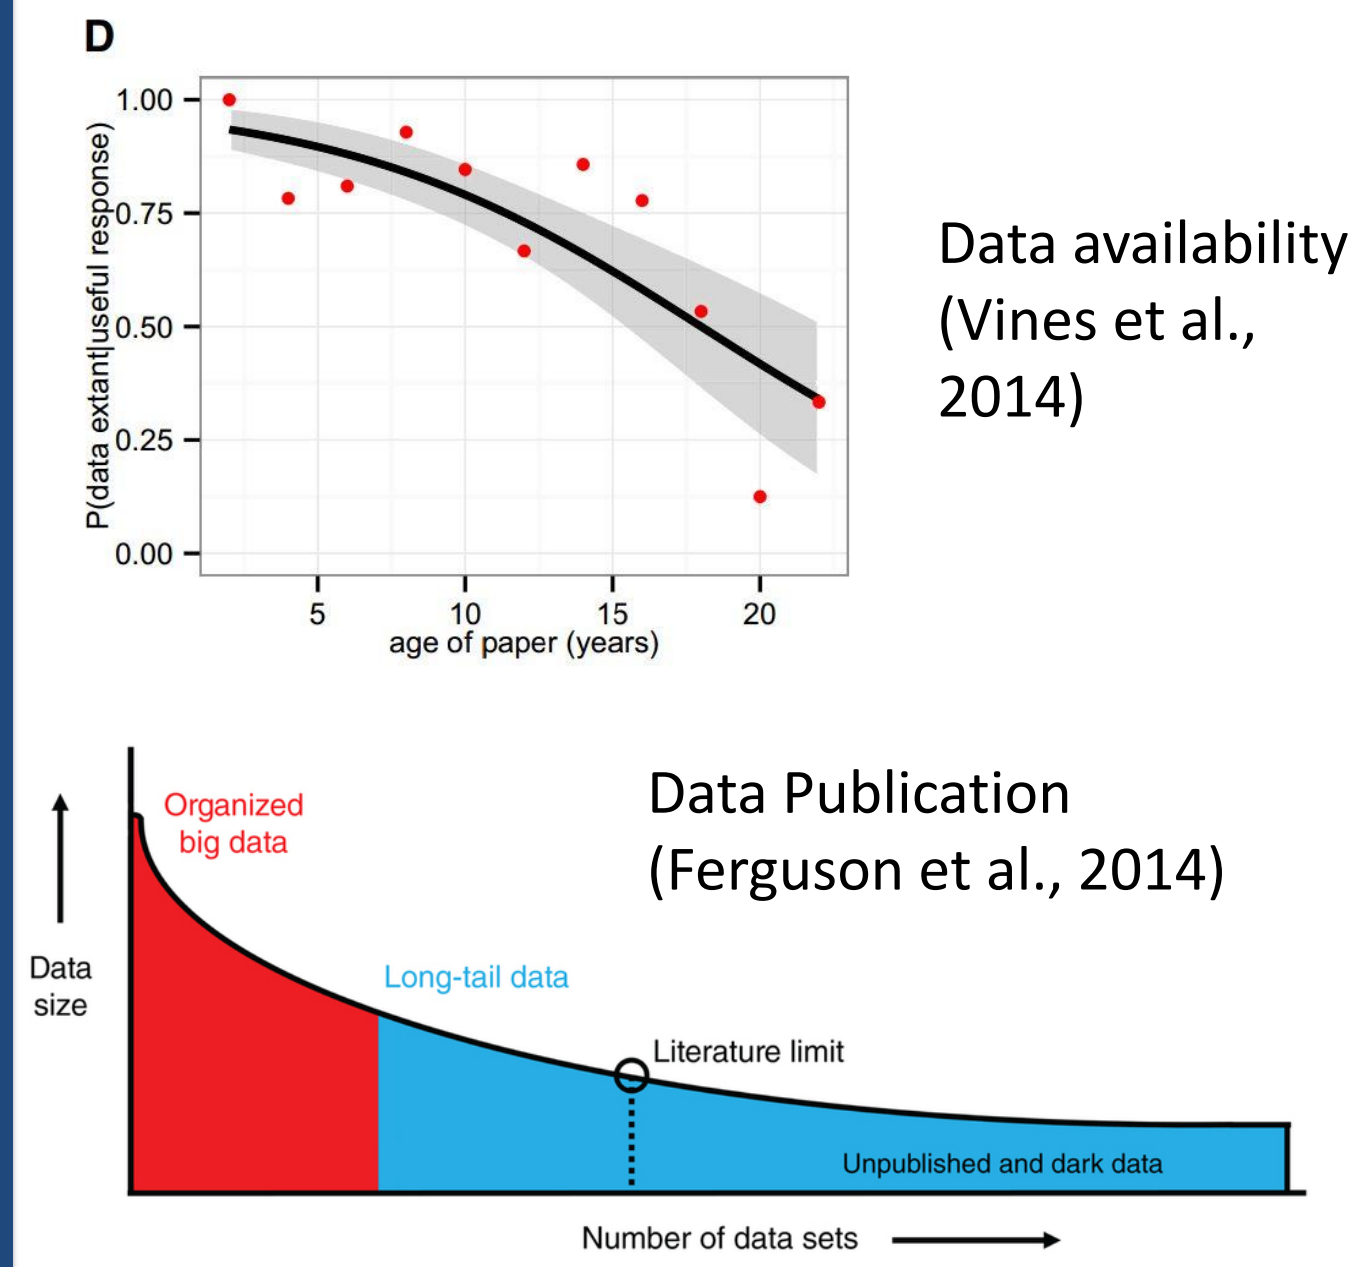 D
1.00
0.75
0.50
0.25
0.00
P(data extant|useful response)
5 10 15 20
age of paper (years)
Data availability
(Vines et al.,
2014)
Data Publication
(Ferguson et al., 2014)
Organized
big data
Data
size
Long-tail data
Literature limit
Unpublished and dark data
Number of data sets